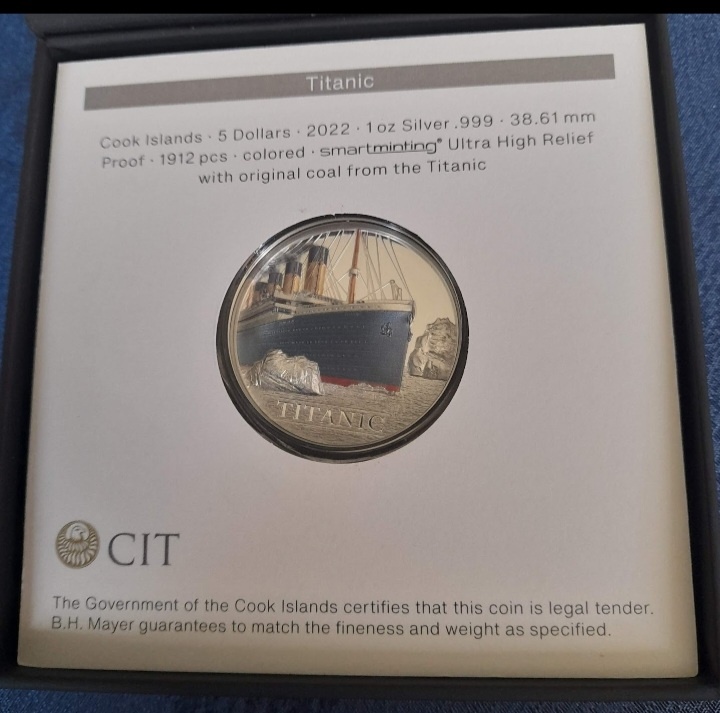 Titanic
Cook Islands · 5 Dollars · 2022 · 1 oz Silver .999 · 38.61 mm
Proof · 1912 pcs · colored · smartminting® Ultra High Relief
with original coal from the Titanic
TITANIC
CIT
The Government of the Cook Islands certifies that this coin is legal tender.
B.H. Mayer guarantees to match the fineness and weight as specified.